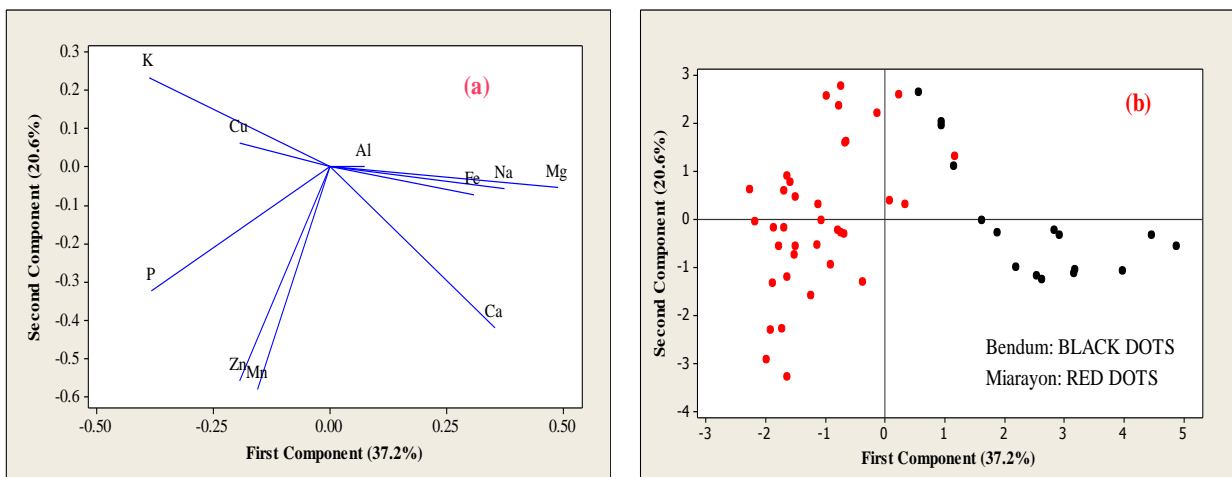 (a)
Second Component (20.6%)
0.3
0.2
0.1
0.0
-0.1
-0.2
-0.3
-0.4
-0.5
-0.6
K
Cu
Al
Fe
Na
Mg
P
Ca
Zn
Mn
-0.50
-0.25
0.00
0.25
0.50
First Component (37.2%)
(b)
Second Component (20.6%)
3
2
1
0
-1
-2
-3
-4
Bendum: BLACK DOTS
Miarayon: RED DOTS
-3
-2
-1
0
1
2
3
4
5
First Component (37.2%)